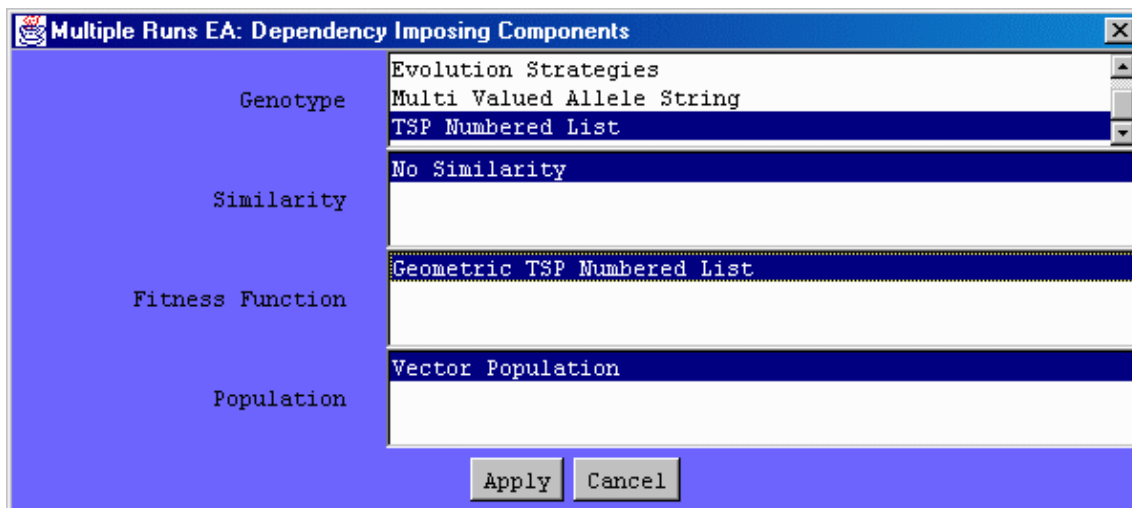 Multiple Runs EA: Dependency Imposing Components
Genotype
Evolution Strategies
Multi Valued Allele String
TSP Numbered List
Similarity
No Similarity
Fitness Function
Geometric TSP Numbered List
Population
Vector Population
Apply Cancel